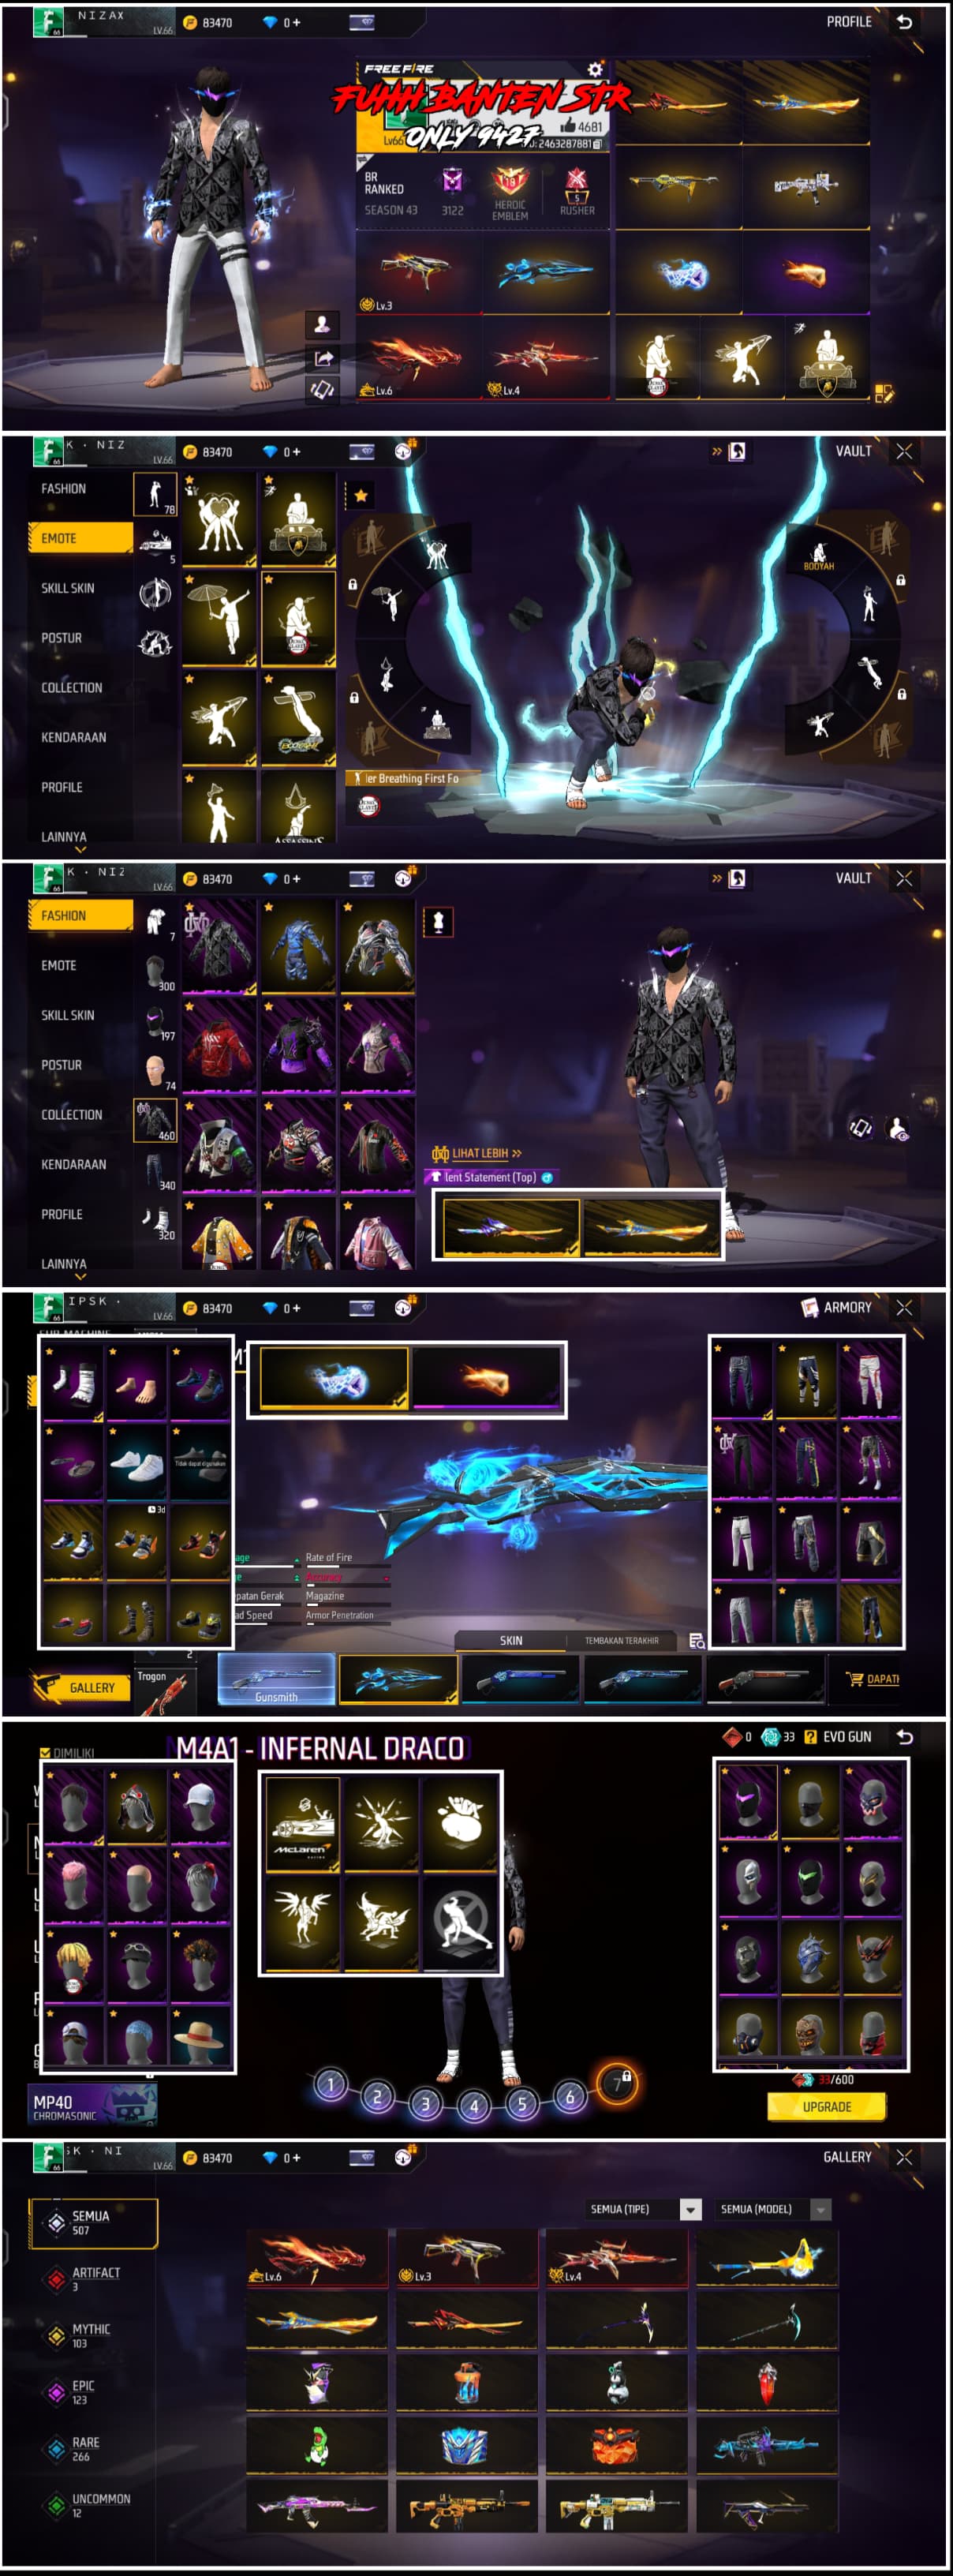 NIZAX
LV.66
83470
0 +
PROFILE
FREE FIRE
FUHH BANTEN STR
ONLY 9427
Lv66
4681
2463287881
BR
RANKED
SEASON 43
3122
HEROIC
EMBLEM
5
RUSHER
Lv.3
Lv.6
Lv.4
K · NIZ
LV.66
83470
0 +
VAULT
FASHION
78
EMOTE
5
SKILL SKIN
POSTUR
COLLECTION
KENDARAAN
PROFILE
LAINNYA
BOOYAH
BOOYAH
ASSASSIN'S
er Breathing First Fo
K · NIZ
LV.66
83470
0 +
VAULT
FASHION
7
EMOTE
300
SKILL SKIN
197
POSTUR
74
COLLECTION
460
KENDARAAN
340
PROFILE
320
LAINNYA
LIHAT LEBIH >>
lent Statement (Top)
IPSK ·
LV.66
83470
0 +
ARMORY
Tidak dapat digunakan
3d
age
Rate of Fire
e
Accuracy
patan Gerak
Magazine
ad Speed
Armor Penetration
SKIN
TEMBAKAN TERAKHIR
2
GALLERY
Trogon
Gunsmith
DAPATI
DIMILIKI
M4A1 - INFERNAL DRACO
0
33
EVO GUN
McLaren
1
2
3
4
5
6
7
MP40
CHROMASONIC
33/600
UPGRADE
SK · NI
LV.66
83470
0 +
GALLERY
SEMUA
507
SEMUA (TIPE)
SEMUA (MODEL)
ARTIFACT
3
MYTHIC
103
EPIC
123
RARE
266
UNCOMMON
12
Lv.6
Lv.3
Lv.4